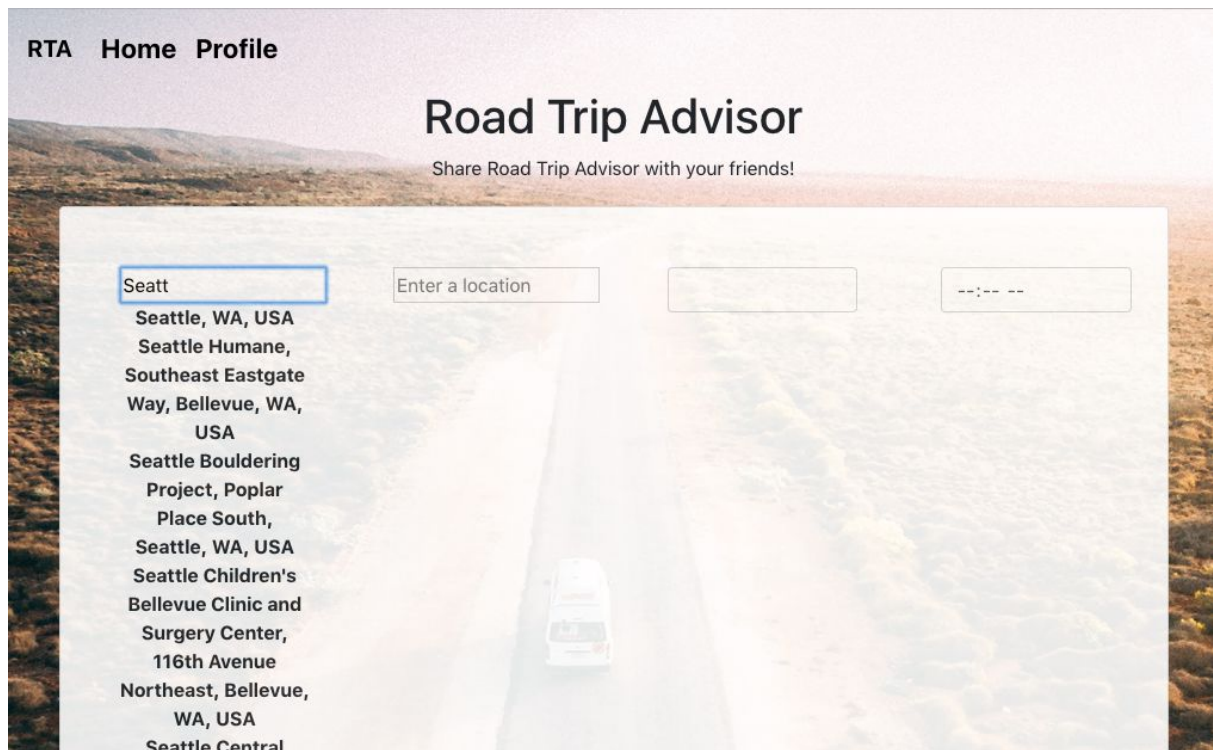 RTA Home Profile
Road Trip Advisor
Share Road Trip Advisor with your friends!
Seatt Enter a location --:-- --
Seattle, WA, USA
Seattle Humane,
Southeast Eastgate
Way, Bellevue, WA,
USA
Seattle Bouldering
Project, Poplar
Place South,
Seattle, WA, USA
Seattle Children's
Bellevue Clinic and
Surgery Center,
116th Avenue
Northeast, Bellevue,
WA, USA
Seattle Central